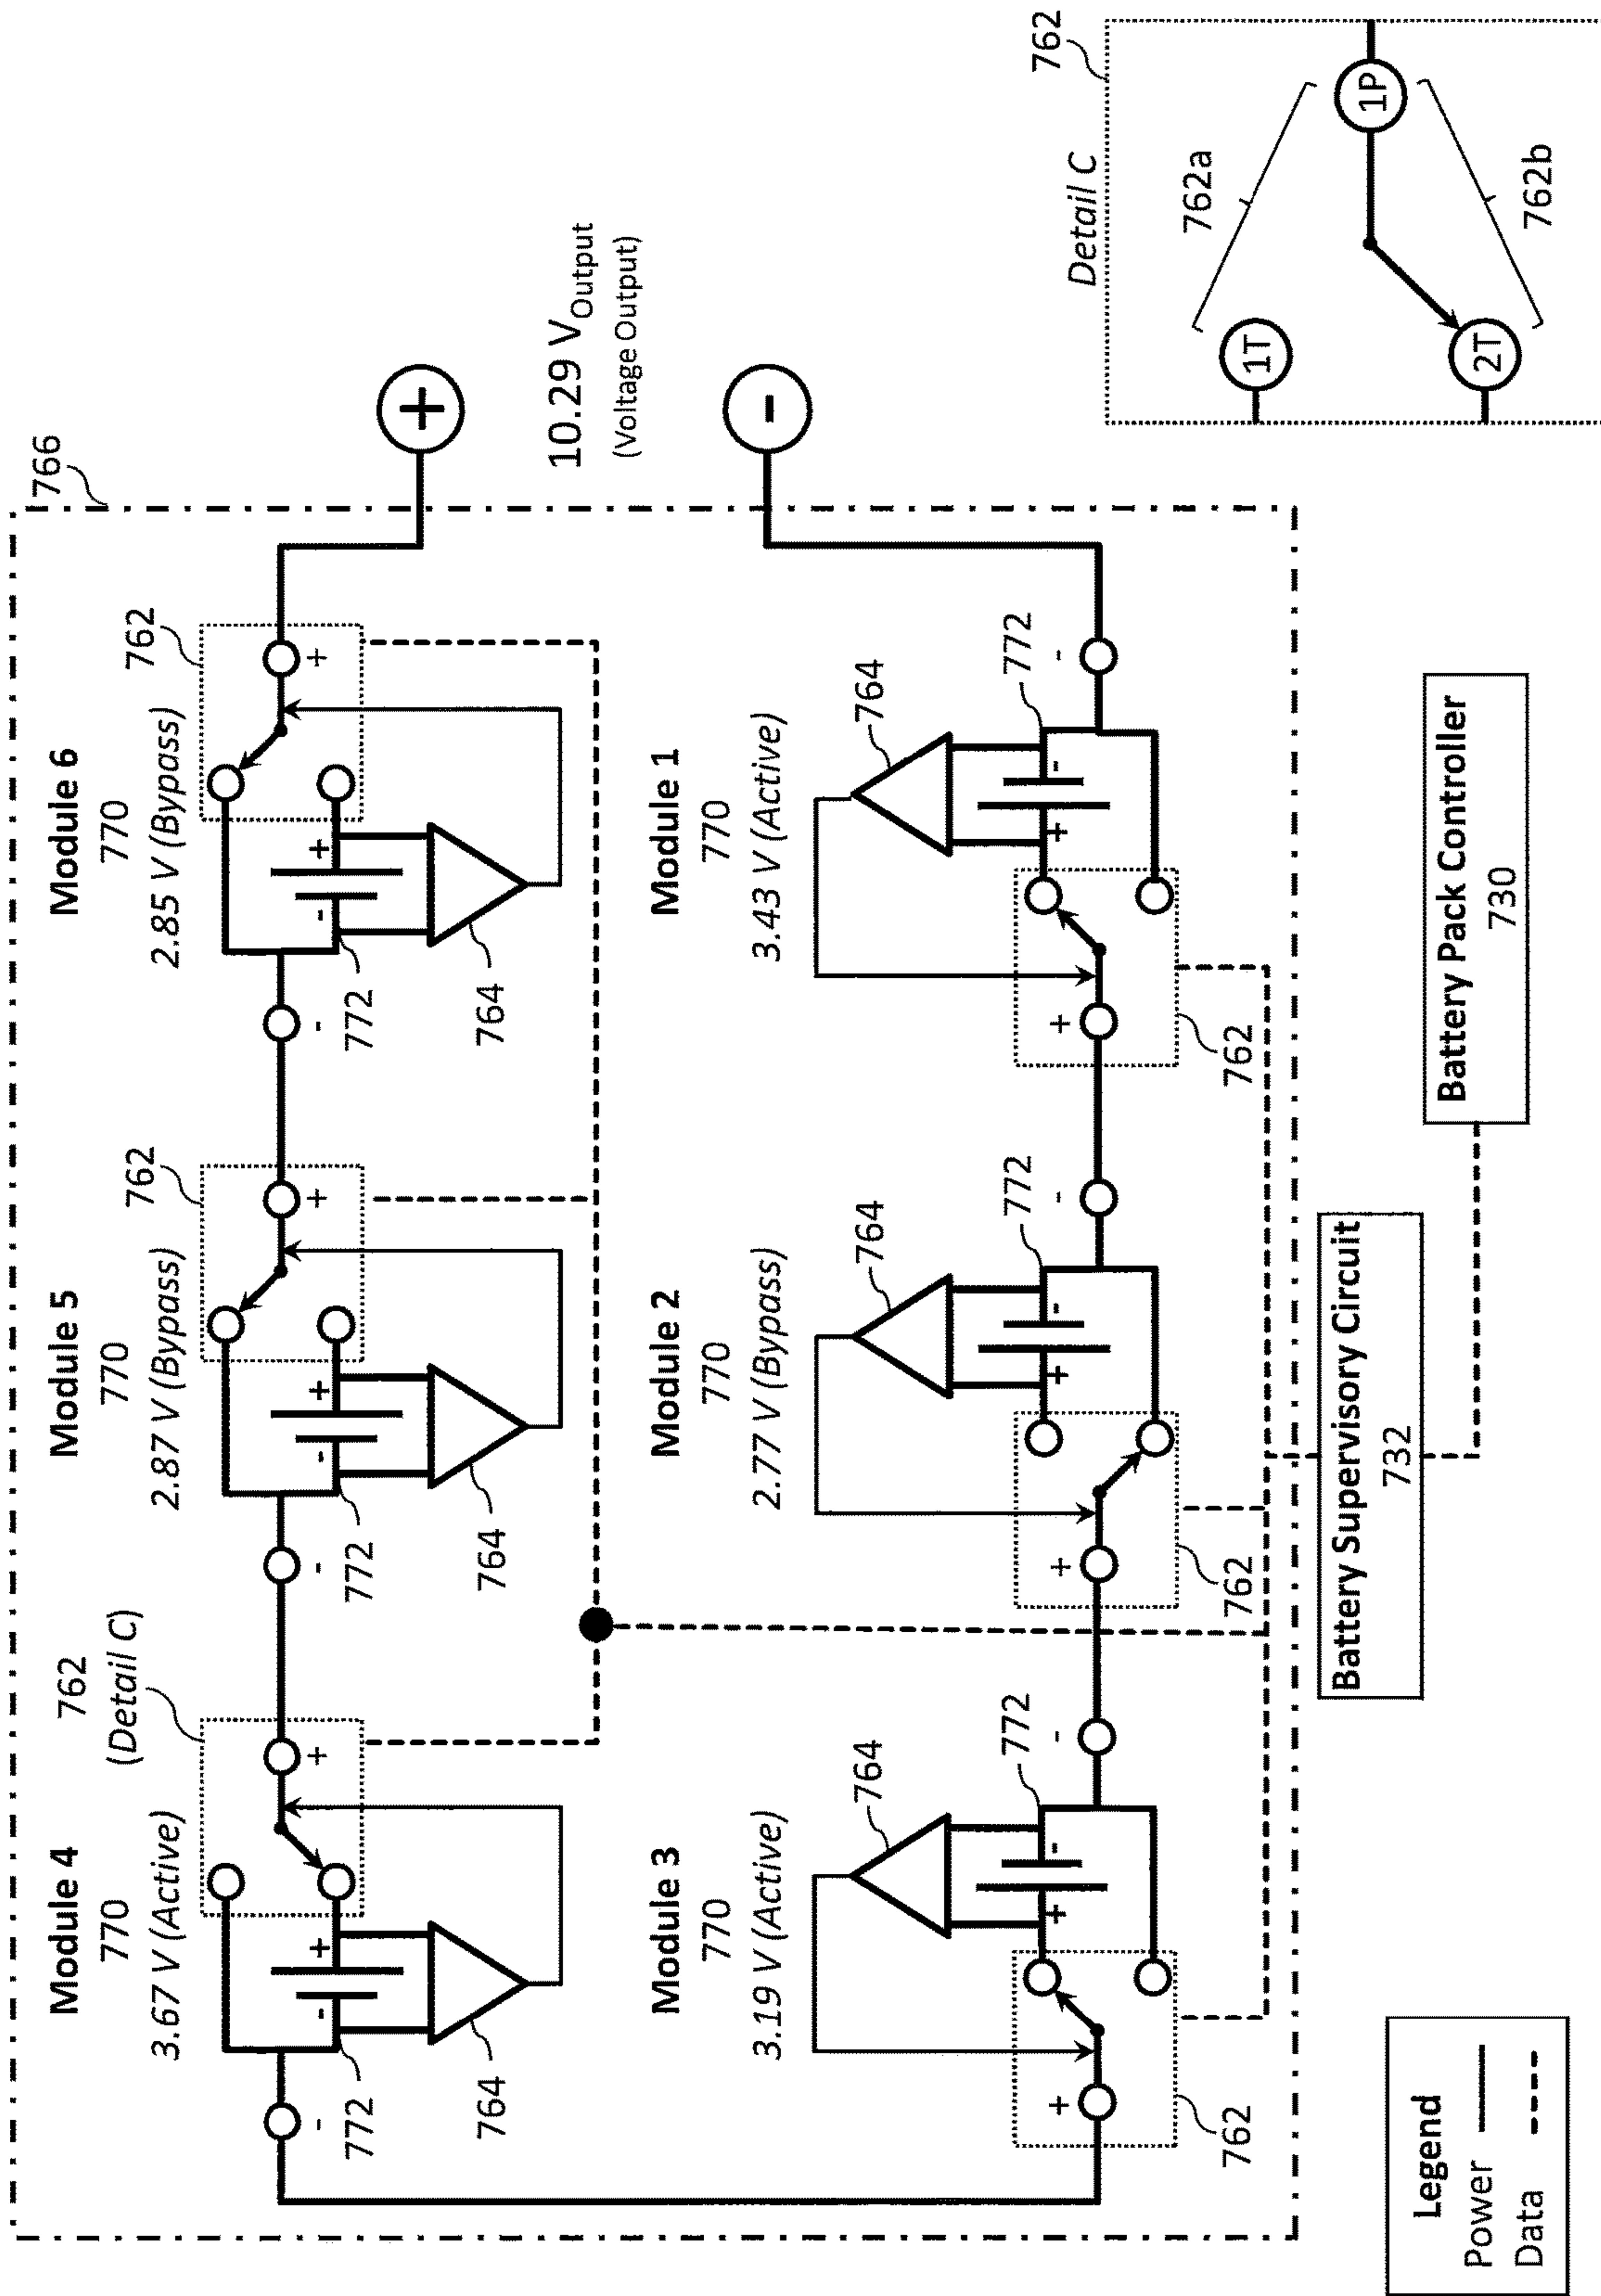 766
Module 4
770
3.67 V (Active)
762
(Detail C)
+
-
+
-
772
764
Module 5
770
2.87 V (Bypass)
762
+
-
+
-
772
764
Module 6
770
2.85 V (Bypass)
762
+
-
+
-
772
764
+
10.29 VOutput
(Voltage Output)
-
Module 3
770
3.19 V (Active)
764
772
+
-
+
-
762
Module 2
770
2.77 V (Bypass)
764
772
+
-
+
-
762
Module 1
770
3.43 V (Active)
764
772
+
-
+
-
762
Battery Supervisory Circuit
732
Battery Pack Controller
730
Legend
Power
Data
Detail C
762
762a
1T
1P
2T
762b